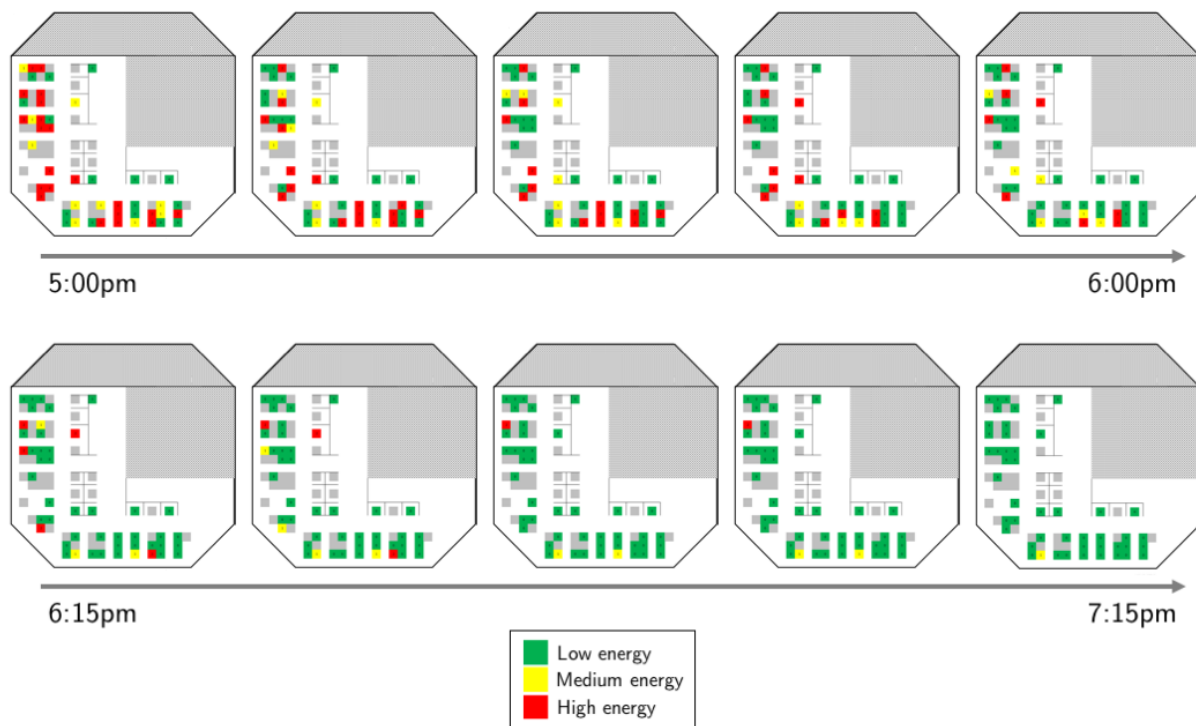 5:00pm
6:00pm
6:15pm
7:15pm
Low energy
Medium energy
High energy